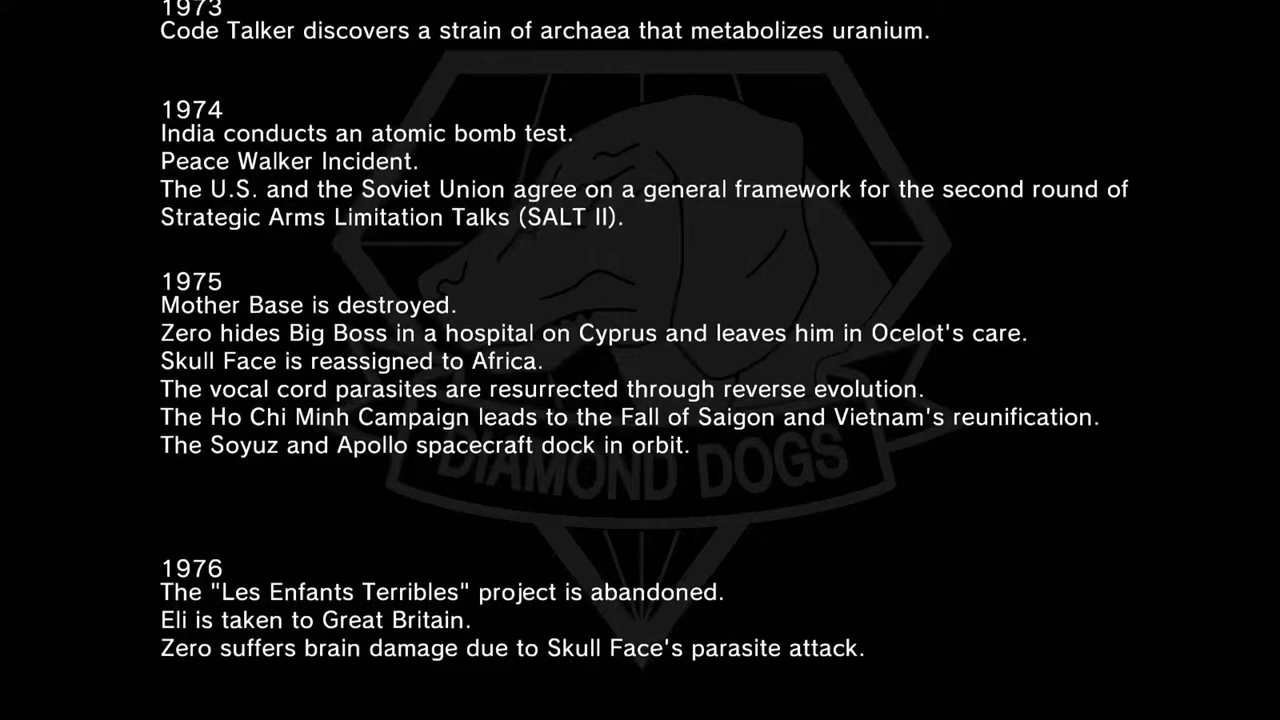 1973
Code Talker discovers a strain of archaea that metabolizes uranium.
1974
India conducts an atomic bomb test.
Peace Walker Incident.
The U.S. and the Soviet Union agree on a general framework for the second round of
Strategic Arms Limitation Talks (SALT II).
1975
Mother Base is destroyed.
Zero hides Big Boss in a hospital on Cyprus and leaves him in Ocelot's care.
Skull Face is reassigned to Africa.
The vocal cord parasites are resurrected through reverse evolution.
The Ho Chi Minh Campaign leads to the Fall of Saigon and Vietnam's reunification.
The Soyuz and Apollo spacecraft dock in orbit.
DIAMOND DOGS
1976
The "Les Enfants Terribles" project is abandoned.
Eli is taken to Great Britain.
Zero suffers brain damage due to Skull Face's parasite attack.